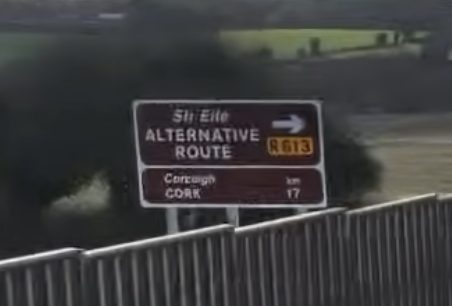 Slí Eile
ALTERNATIVE
ROUTE
R613
Corcaigh km
CORK 17